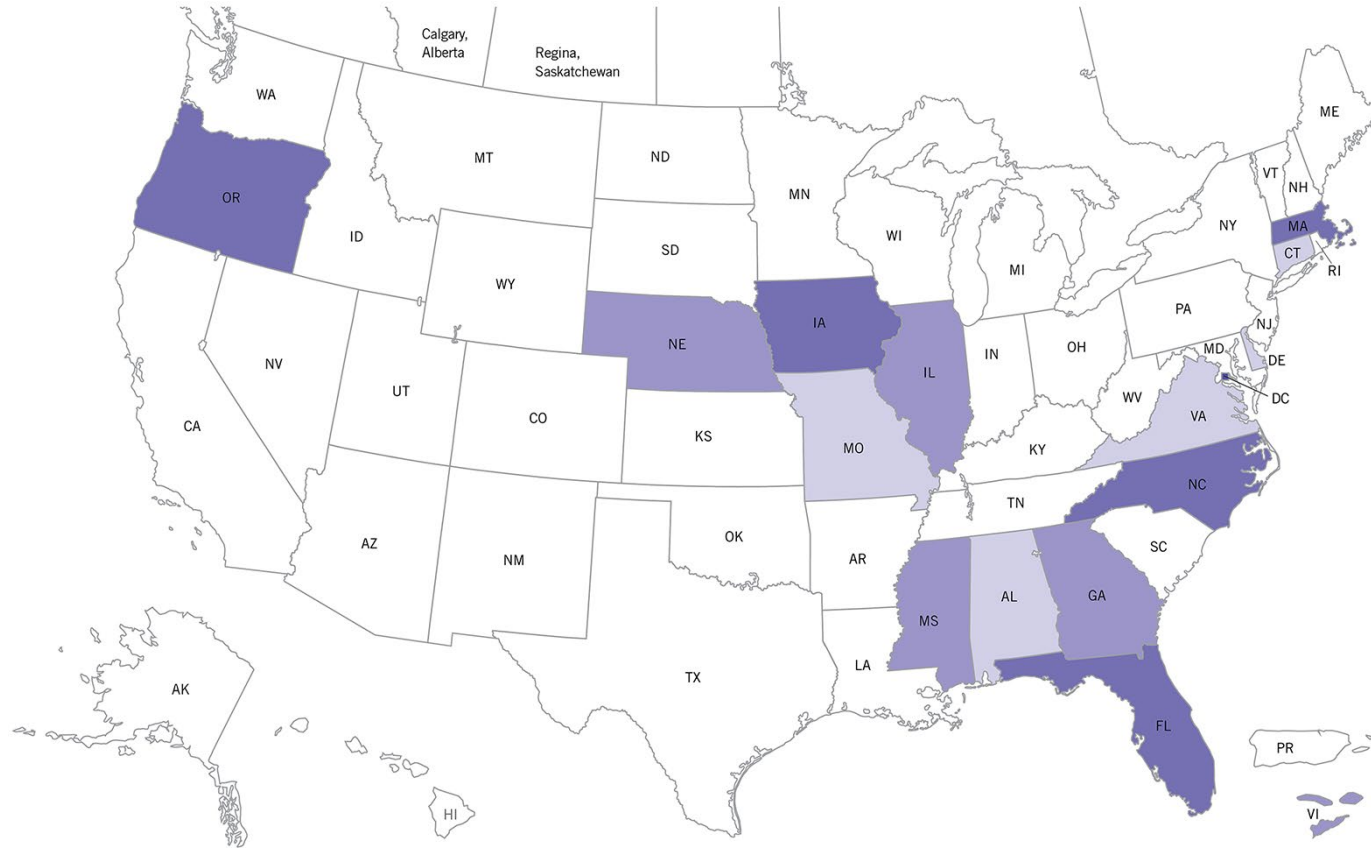 Calgary,
Alberta
Regina,
Saskatchewan
WA
MT
ND
MN
ME
VT
NH
OR
ID
SD
WI
MI
NY
MA
CT
RI
WY
NE
IA
PA
NJ
NV
UT
CO
KS
IL
IN
OH
MD
DE
WV
DC
VA
CA
MO
KY
NC
AZ
NM
OK
AR
TN
SC
MS
AL
GA
TX
LA
FL
AK
HI
PR
VI